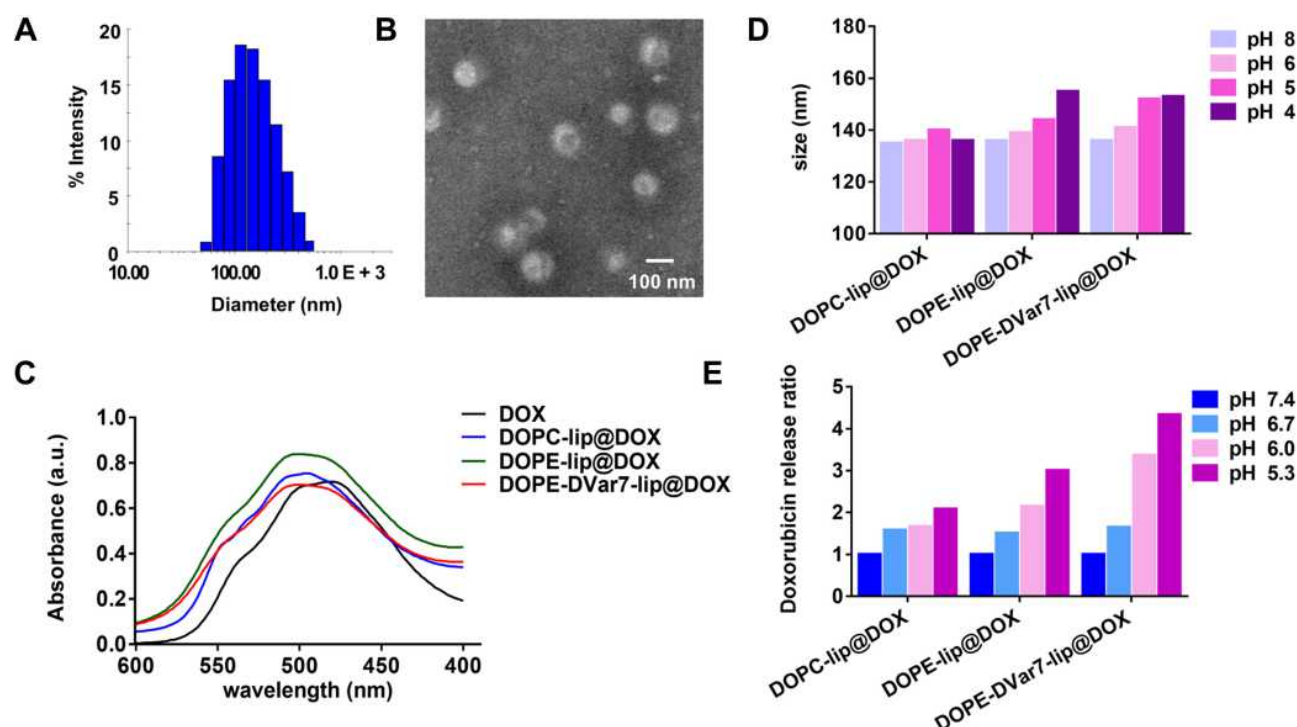 A
20
15
10
5
0
% Intensity
10.00 100.00 1.0 E + 3
Diameter (nm)
B
100 nm
C
1.0
0.8
0.6
0.4
0.2
0.0
Absorbance (a.u.)
600 550 500 450 400
wavelength (nm)
DOX
DOPC-lip@DOX
DOPE-lip@DOX
DOPE-DVar7-lip@DOX
D
180
160
140
120
100
size (nm)
DOPC-lip@DOX
DOPE-lip@DOX
DOPE-DVar7-lip@DOX
pH 8
pH 6
pH 5
pH 4
E
5
4
3
2
1
0
Doxorubicin release ratio
DOPC-lip@DOX
DOPE-lip@DOX
DOPE-DVar7-lip@DOX
pH 7.4
pH 6.7
pH 6.0
pH 5.3